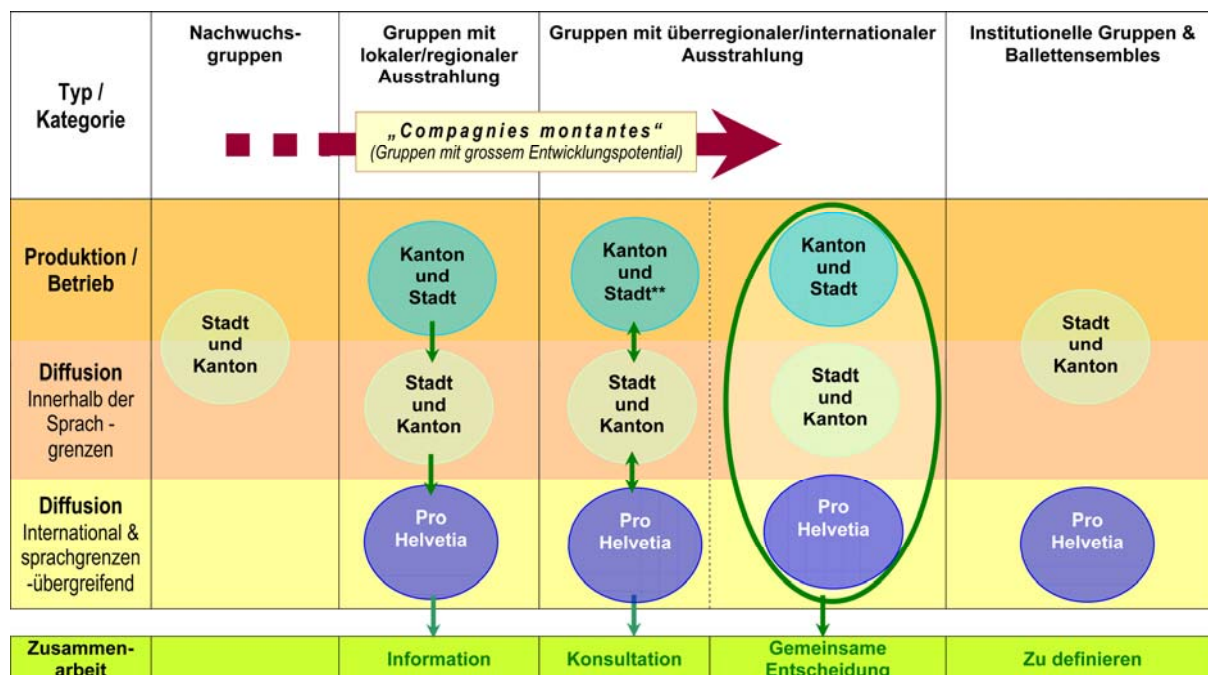 Typ /
Kategorie
Nachwuchs-
gruppen
Gruppen mit
lokaler/regionaler
Ausstrahlung
Gruppen mit überregionaler/internationaler
Ausstrahlung
Institutionelle Gruppen &
Ballettensembles
„Compagnies montantes“
(Gruppen mit grossem Entwicklungspotential)
Produktion /
Betrieb
Diffusion
Innerhalb der
Sprach -
grenzen
Diffusion
International &
sprachgrenzen
-übergreifend
Stadt
und
Kanton
Kanton
und
Stadt
Stadt
und
Kanton
Pro
Helvetia
Kanton
und
Stadt**
Stadt
und
Kanton
Pro
Helvetia
Kanton
und
Stadt
Stadt
und
Kanton
Pro
Helvetia
Stadt
und
Kanton
Pro
Helvetia
Zusammen-
arbeit
Information
Konsultation
Gemeinsame
Entscheidung
Zu definieren